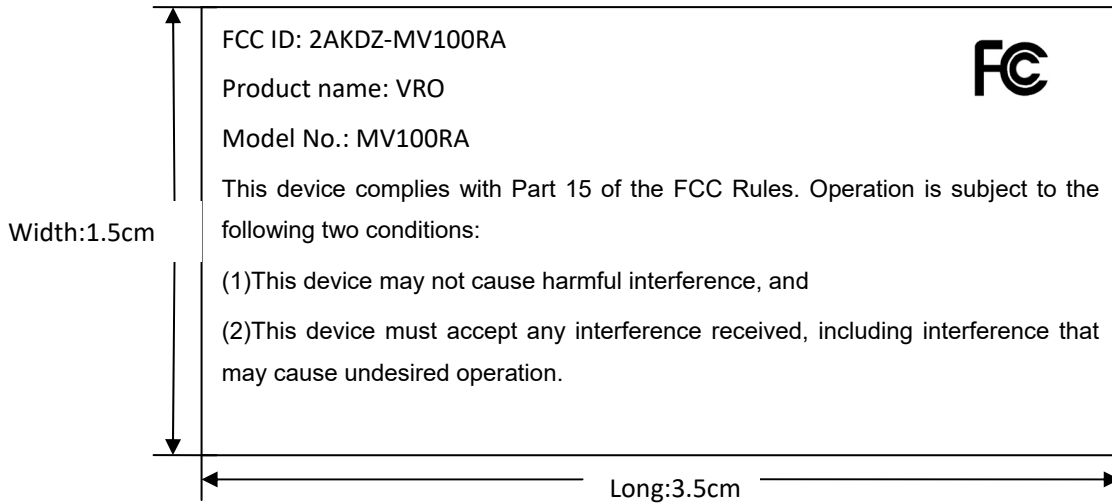 FCC ID: 2AKDZ-MV100RA
FC
Product name: VRO
Model No.: MV100RA
This device complies with Part 15 of the FCC Rules. Operation is subject to the
Width:1.5cm
following two conditions:
(1)This device may not cause harmful interference, and
(2)This device must accept any interference received, including interference that
may cause undesired operation.
Long:3.5cm